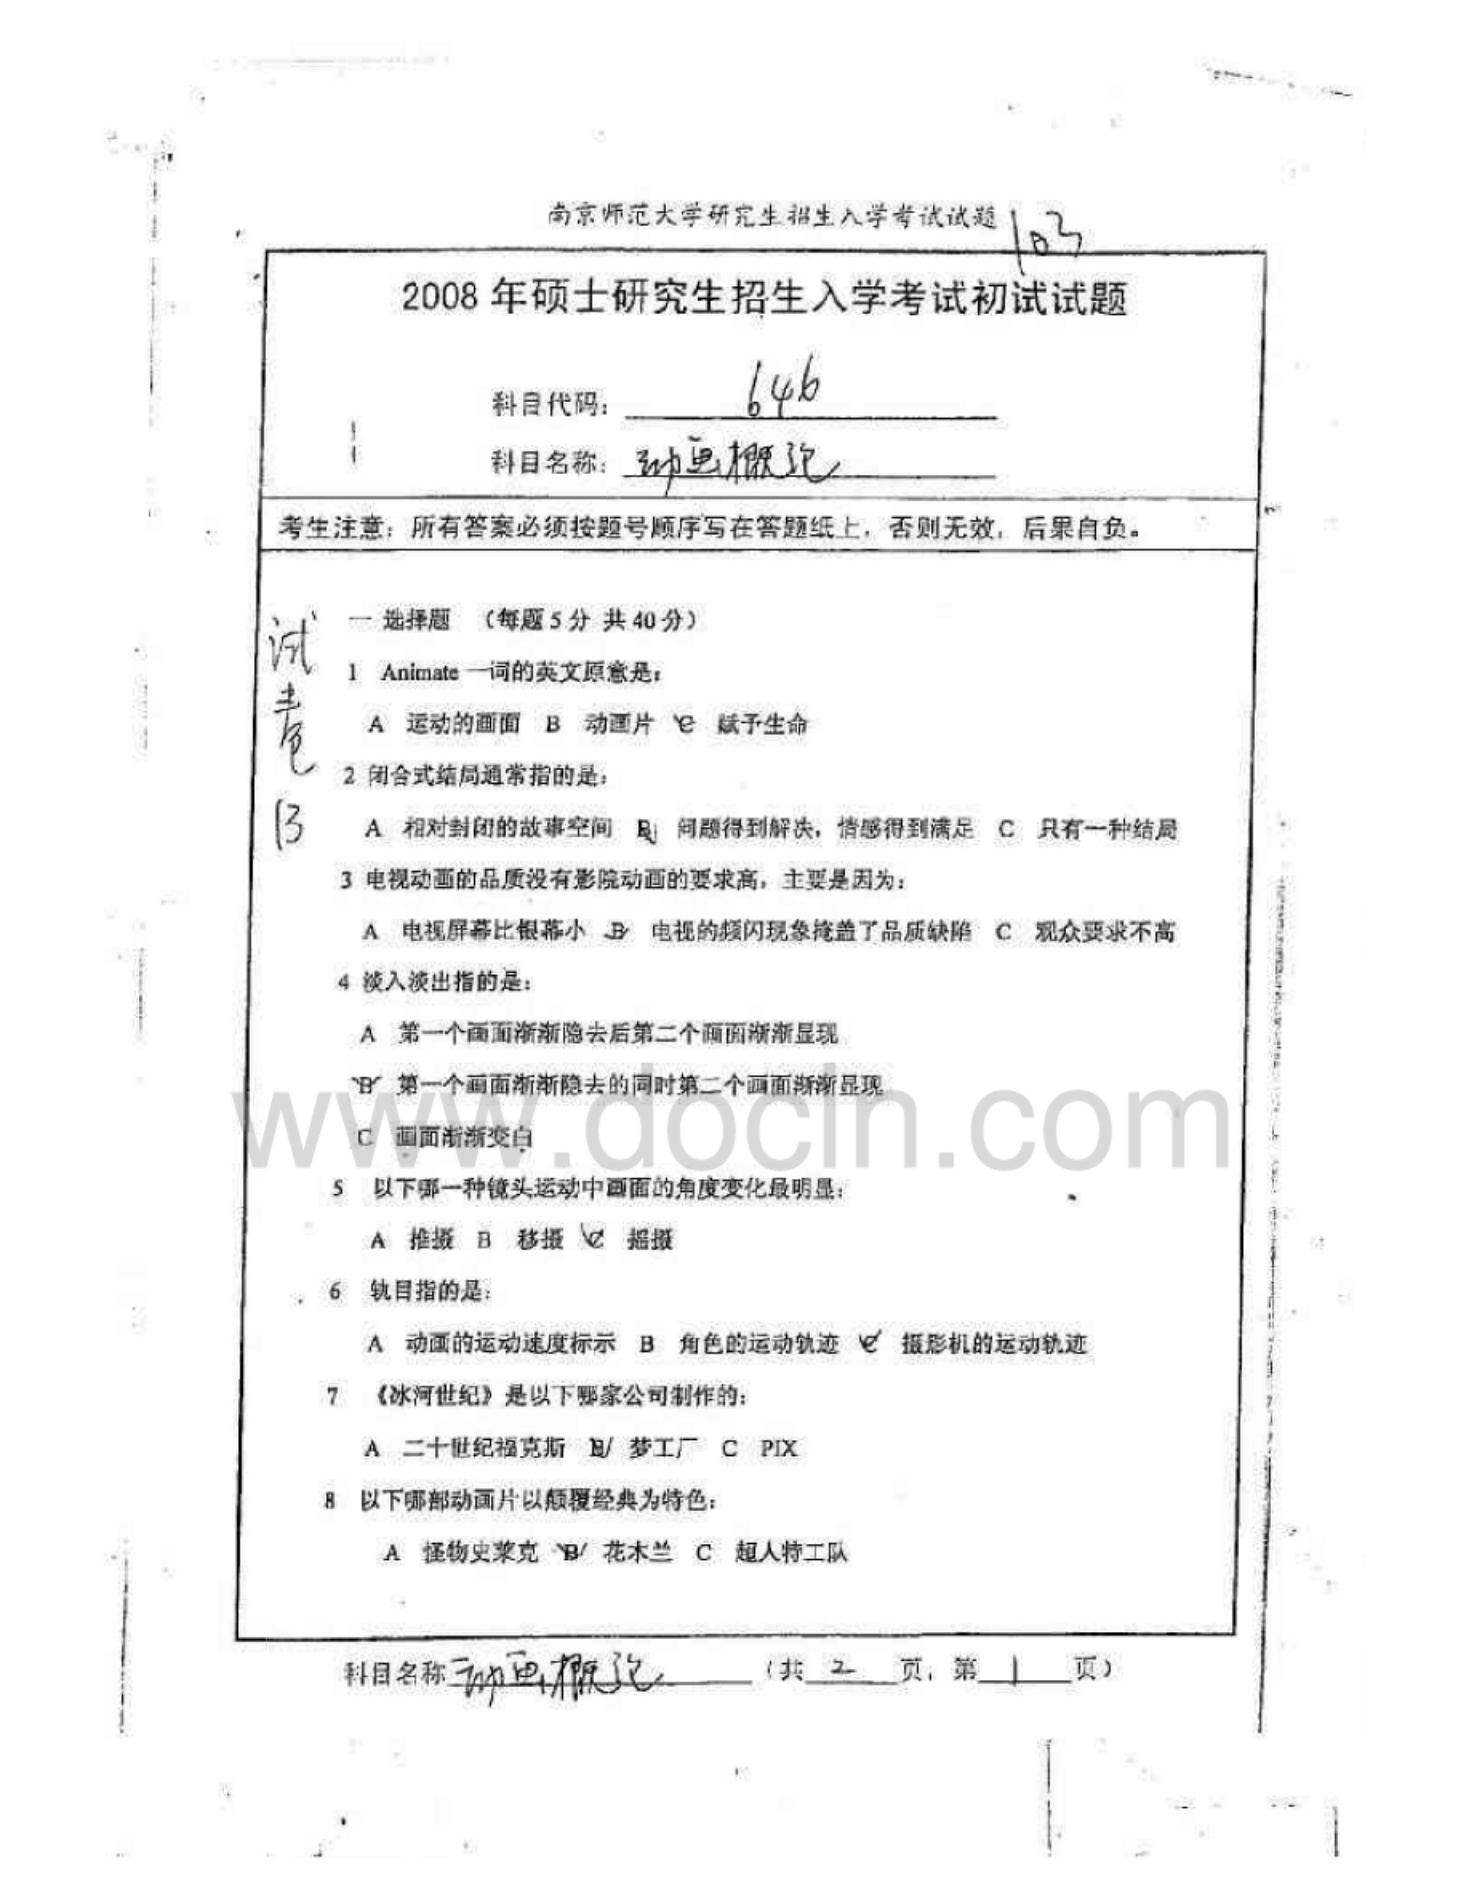 南京师范大学研究生招生入学考试试题
103
2008 年硕士研究生招生入学考试初试试题
科目代码： 646
科目名称： 动画概论
考生注意：所有答案必须按题号顺序写在答题纸上，否则无效，后果自负。
一 选择题 （每题 5 分 共 40 分）
1 Animate 一词的英文原意是：
A 运动的画面 B 动画片 C 赋予生命
2 闭合式结局通常指的是：
A 相对封闭的故事空间 B 问题得到解决，情感得到满足 C 只有一种结局
3 电视动画的品质没有影院动画的要求高，主要是因为：
A 电视屏幕比银幕小 B 电视的频闪现象掩盖了品质缺陷 C 观众要求不高
4 淡入淡出指的是：
A 第一个画面渐渐隐去后第二个画面渐渐显现
B 第一个画面渐渐隐去的同时第二个画面渐渐显现
C 画面渐渐变白
www.docin.com
5 以下哪一种镜头运动中画面的角度变化最明显：
A 推摄 B 移摄 C 摇摄
6 轨目指的是：
A 动画的运动速度标示 B 角色的运动轨迹 C 摄影机的运动轨迹
7 《冰河世纪》是以下哪家公司制作的：
A 二十世纪福克斯 B 梦工厂 C PIX
8 以下哪部动画片以颠覆经典为特色：
A 怪物史莱克 B 花木兰 C 超人特工队
科目名称 动画概论 （共 2 页，第 1 页）